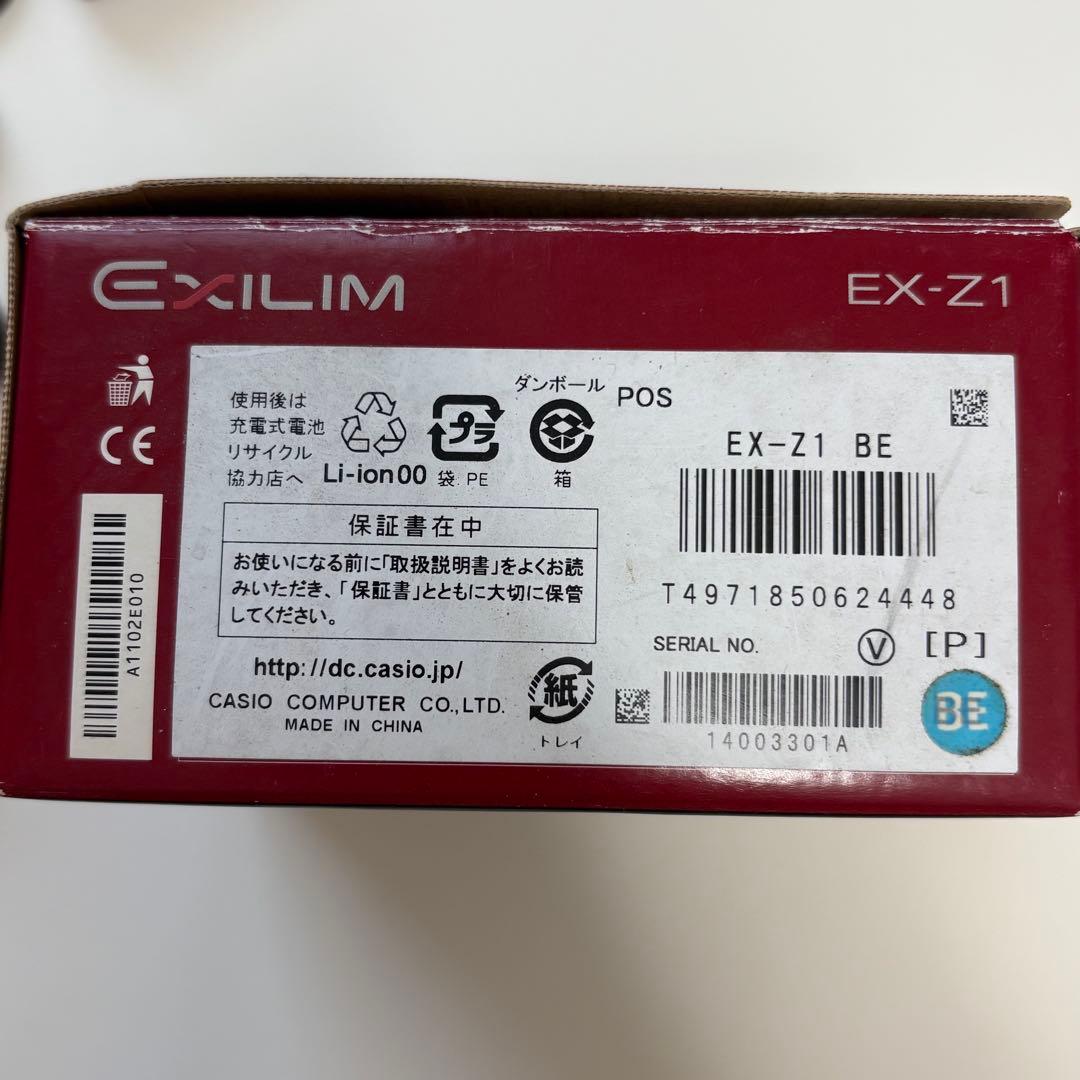 EXILIM
EX-Z1
使用後は
充電式電池
リサイクル
協力店へ
Li-ion00
プラ
袋:PE
ダンボール
箱
POS
EX-Z1 BE
T4971850624448
保証書在中
お使いになる前に「取扱説明書」をよくお読
みいただき、「保証書」とともに大切に保管
してください。
http://dc.casio.jp/
CASIO COMPUTER CO.,LTD.
MADE IN CHINA
紙
トレイ
SERIAL NO.
V
[P]
14003301A
BE
CE
A1102E010